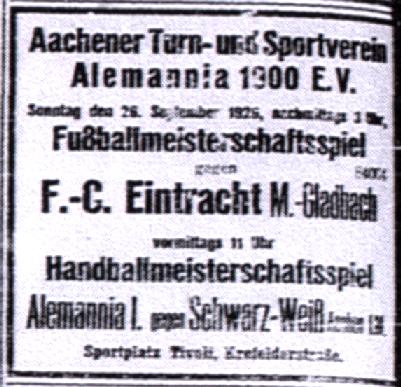 Aachener Turn- und Sportverein
Alemannia 1900 E.V.
Sonntag den 26. September 1926, nachmittags 3 Uhr,
Fußballmeisterschaftsspiel
gegen
F.-C. Eintracht M.-Gladbach
vormittags 11 Uhr
Handballmeisterschaftsspiel
Alemannia I. gegen Schwarz-Weiß
Sportplatz Tivoli, Krefelderstraße.